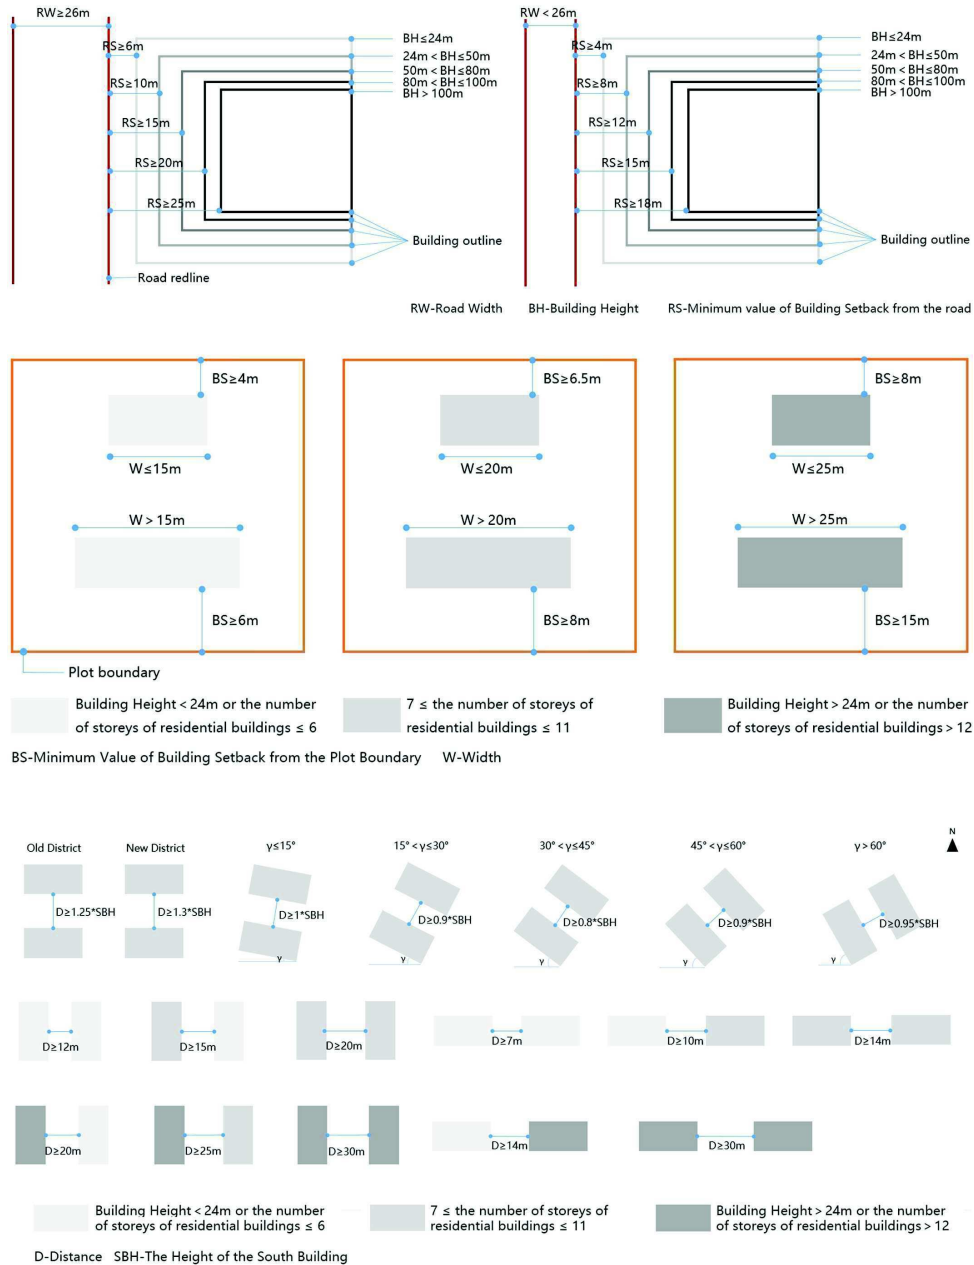 RW≥26m
RS≥6m
RS≥10m
RS≥15m
RS≥20m
RS≥25m
BH≤24m
24m < BH≤50m
50m < BH≤80m
80m < BH≤100m
BH > 100m
Building outline
Road redline
RW < 26m
RS≥4m
RS≥8m
RS≥12m
RS≥15m
RS≥18m
BH≤24m
24m < BH≤50m
50m < BH≤80m
80m < BH≤100m
BH > 100m
Building outline
RW-Road Width BH-Building Height RS-Minimum value of Building Setback from the road
BS≥4m
W≤15m
W > 15m
BS≥6m
BS≥6.5m
W≤20m
W > 20m
BS≥8m
BS≥8m
W≤25m
W > 25m
BS≥15m
Plot boundary
Building Height < 24m or the number
of storeys of residential buildings ≤ 6
7 ≤ the number of storeys of
residential buildings ≤ 11
Building Height > 24m or the number
of storeys of residential buildings > 12
BS-Minimum Value of Building Setback from the Plot Boundary W-Width
Old District
New District
γ≤15°
15° < γ≤30°
30° < γ≤45°
45° < γ≤60°
γ > 60°
N
D≥1.25*SBH
D≥1.3*SBH
D≥1*SBH
D≥0.9*SBH
D≥0.8*SBH
D≥0.9*SBH
D≥0.95*SBH
γ
γ
γ
γ
γ
D≥12m
D≥15m
D≥20m
D≥7m
D≥10m
D≥14m
D≥20m
D≥25m
D≥30m
D≥14m
D≥30m
Building Height < 24m or the number
of storeys of residential buildings ≤ 6
7 ≤ the number of storeys of
residential buildings ≤ 11
Building Height > 24m or the number
of storeys of residential buildings > 12
D-Distance SBH-The Height of the South Building